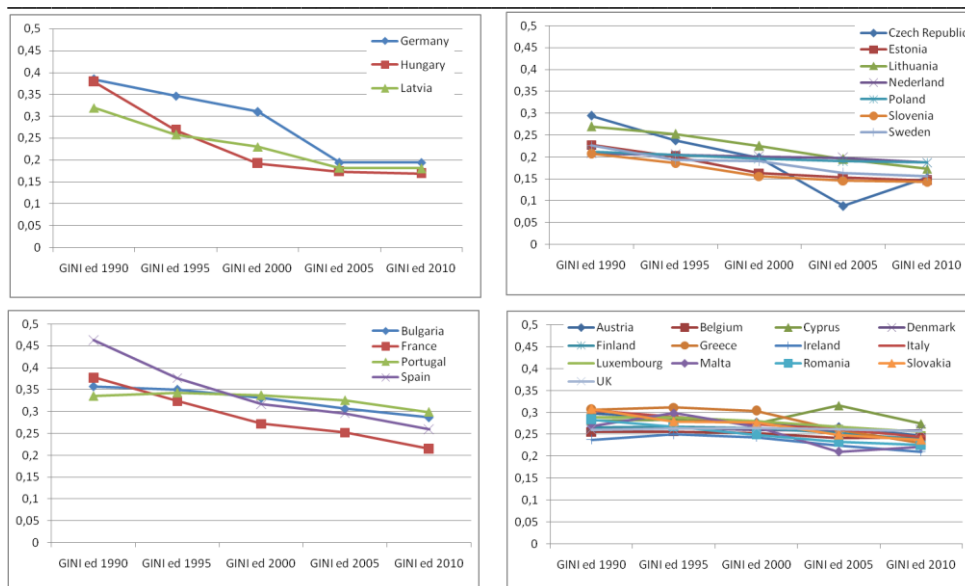 0,5
0,45
0,4
0,35
0,3
0,25
0,2
0,15
0,1
0,05
0
Germany
Hungary
Latvia
GINI ed 1990 GINI ed 1995 GINI ed 2000 GINI ed 2005 GINI ed 2010
0,5
0,45
0,4
0,35
0,3
0,25
0,2
0,15
0,1
0,05
0
Czech Republic
Estonia
Lithuania
Nederland
Poland
Slovenia
Sweden
GINI ed 1990 GINI ed 1995 GINI ed 2000 GINI ed 2005 GINI ed 2010
0,5
0,45
0,4
0,35
0,3
0,25
0,2
0,15
0,1
0,05
0
Bulgaria
France
Portugal
Spain
GINI ed 1990 GINI ed 1995 GINI ed 2000 GINI ed 2005 GINI ed 2010
0,5
0,45
0,4
0,35
0,3
0,25
0,2
0,15
0,1
0,05
0
Austria Belgium Cyprus Denmark
Finland Greece Ireland Italy
Luxembourg Malta Romania Slovakia
UK
GINI ed 1990 GINI ed 1995 GINI ed 2000 GINI ed 2005 GINI ed 2010